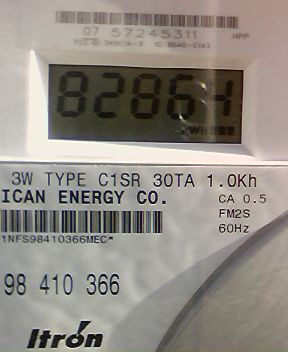 07 57245311 HPP
82864
3W TYPE C1SR 30TA 1.0Kh
ICAN ENERGY CO. CA 0.5
FM2S
1NFS98410366MEC* 60Hz
98 410 366
Itron